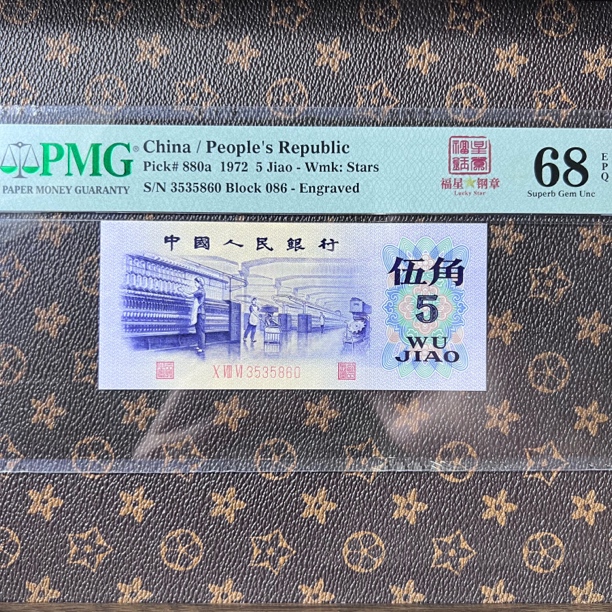 PMG
PAPER MONEY GUARANTY
China / People's Republic
Pick# 880a 1972 5 Jiao - Wmk: Stars
S/N 3535860 Block 086 - Engraved
福星★钢章
Lucky Star
68
EPQ
Superb Gem Unc
中國人民銀行
伍角
5
WU
JIAO
X VIII VI 3535860